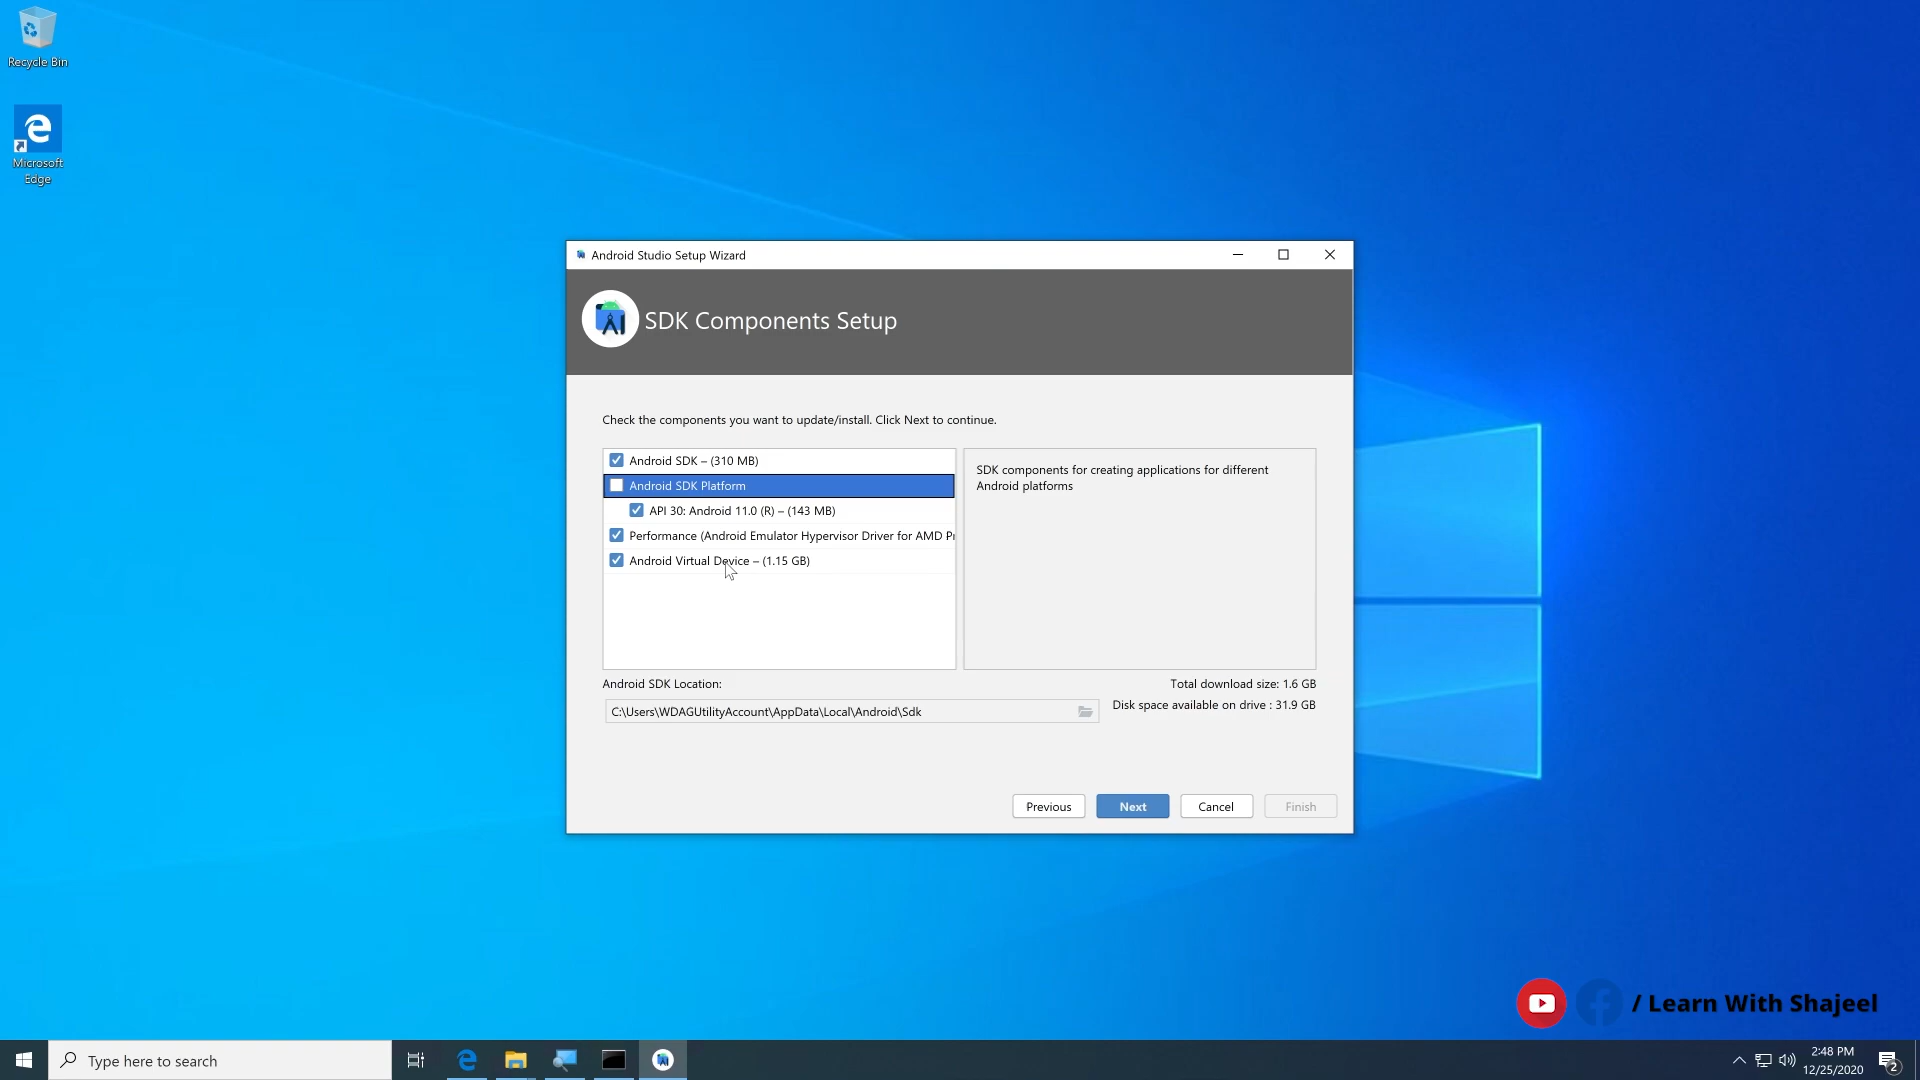 Recycle Bin
Microsoft
Edge
Android Studio Setup Wizard
SDK Components Setup
Check the components you want to update/install. Click Next to continue.
Android SDK – (310 MB)
Android SDK Platform
API 30: Android 11.0 (R) – (143 MB)
Performance (Android Emulator Hypervisor Driver for AMD Pr
Android Virtual Device – (1.15 GB)
SDK components for creating applications for different
Android platforms
Android SDK Location:
Total download size: 1.6 GB
C:\Users\WDAGUtilityAccount\AppData\Local\Android\Sdk
Disk space available on drive : 31.9 GB
Previous
Next
Cancel
Finish
/ Learn With Shajeel
Type here to search
2:48 PM
12/25/2020
2